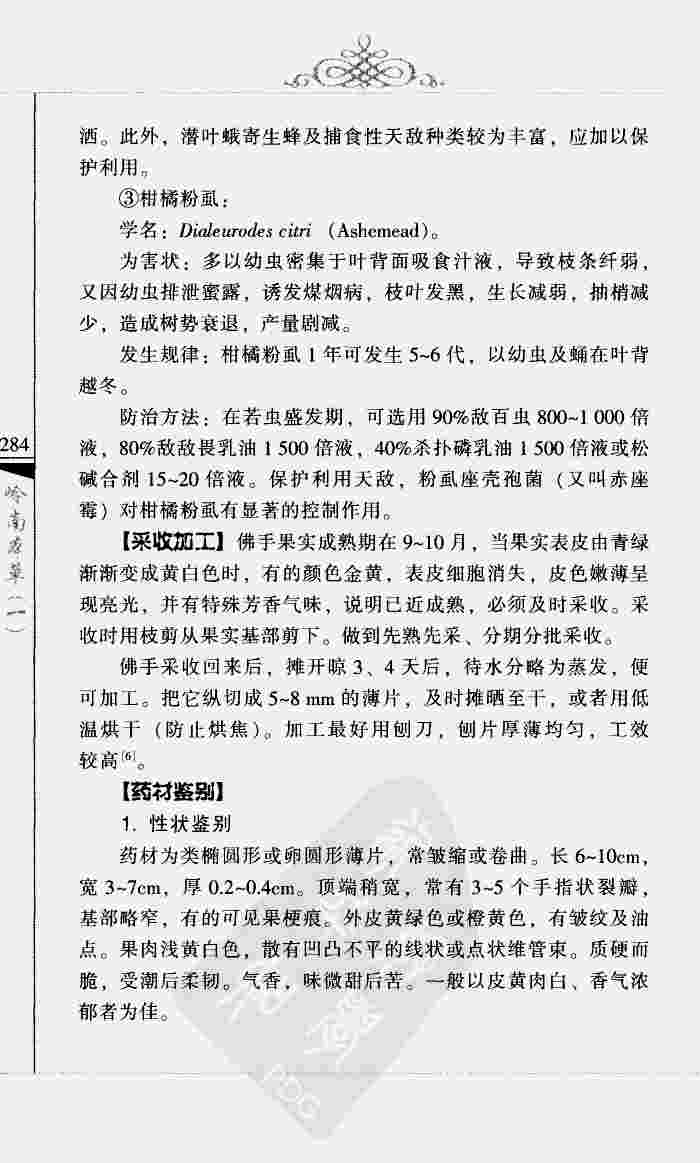 洒。此外，潜叶蛾寄生蜂及捕食性天敌种类较为丰富，应加以保
护利用。
③柑橘粉虱：
学名：Dialeurodes citri （Ashemead）。
为害状：多以幼虫密集于叶背面吸食汁液，导致枝条纤弱，
又因幼虫排泄蜜露，诱发煤烟病，枝叶发黑，生长减弱，抽梢减
少，造成树势衰退，产量剧减。
发生规律：柑橘粉虱 1 年可发生 5~6 代，以幼虫及蛹在叶背
越冬。
防治方法：在若虫盛发期，可选用 90%敌百虫 800~1 000 倍
液，80%敌敌畏乳油 1 500 倍液，40%杀扑磷乳油 1 500 倍液或松
碱合剂 15~20 倍液。保护利用天敌，粉虱座壳孢菌（又叫赤座
霉）对柑橘粉虱有显著的控制作用。
【采收加工】佛手果实成熟期在 9~10 月，当果实表皮由青绿
渐渐变成黄白色时，有的颜色金黄，表皮细胞消失，皮色嫩薄呈
现亮光，并有特殊芳香气味，说明已近成熟，必须及时采收。采
收时用枝剪从果实基部剪下。做到先熟先采、分期分批采收。
佛手采收回来后，摊开晾 3、4 天后，待水分略为蒸发，便
可加工。把它纵切成 5~8 mm 的薄片，及时摊晒至干，或者用低
温烘干（防止烘焦）。加工最好用刨刀，刨片厚薄均匀，工效
较高[6]。
【药材鉴别】
1. 性状鉴别
药材为类椭圆形或卵圆形薄片，常皱缩或卷曲。长 6~10cm，
宽 3~7cm，厚 0.2~0.4cm。顶端稍宽，常有 3~5 个手指状裂瓣，
基部略窄，有的可见果梗痕。外皮黄绿色或橙黄色，有皱纹及油
点。果肉浅黄白色，散有凹凸不平的线状或点状维管束。质硬而
脆，受潮后柔韧。气香，味微甜后苦。一般以皮黄肉白、香气浓
郁者为佳。
284
岭南采草（一）
PDG